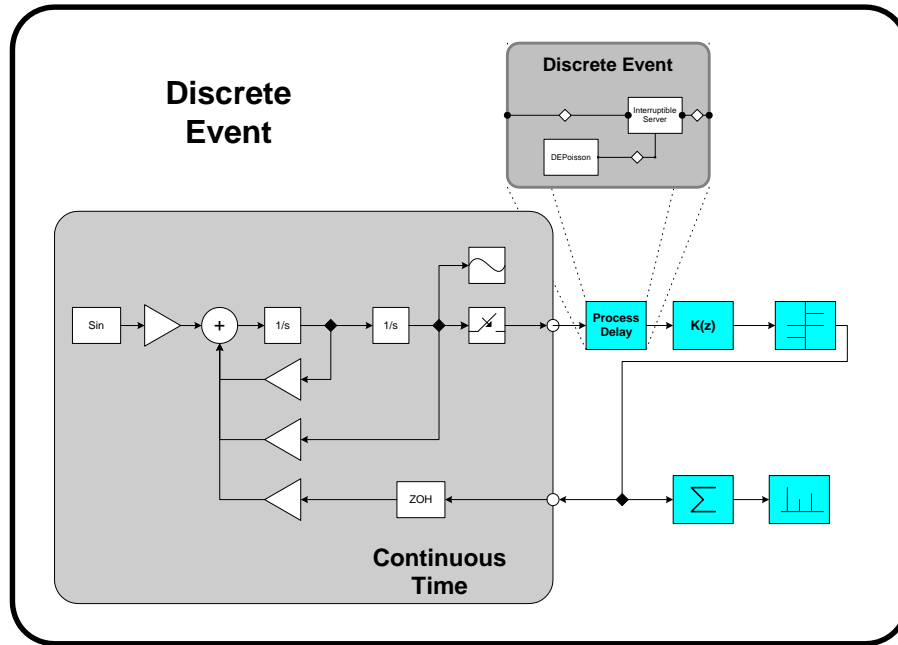 Discrete Event
Interruptible
Server
DEPoisson
Discrete
Event
Sin
+
1/s
1/s
Process
Delay
K(z)
ZOH
Σ
Continuous
Time